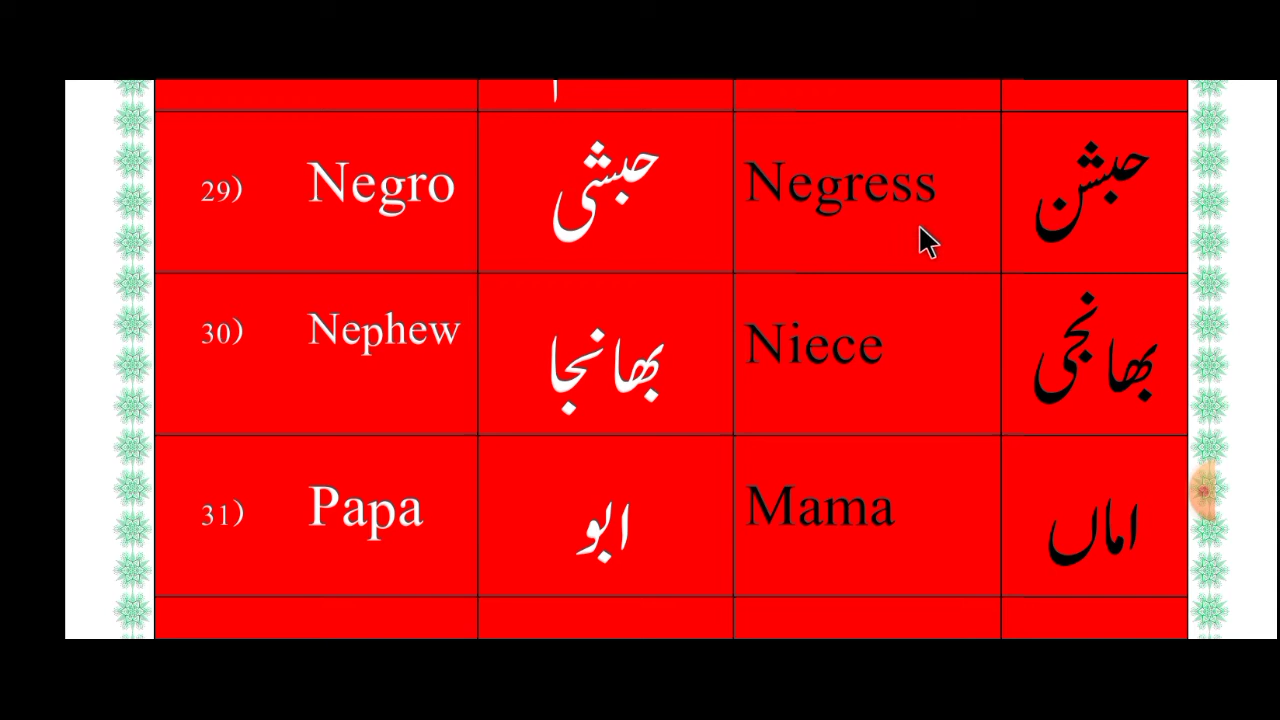 29) Negro حبشی Negress حبشن
30) Nephew بھانجا Niece بھانجی
31) Papa ابو Mama اماں